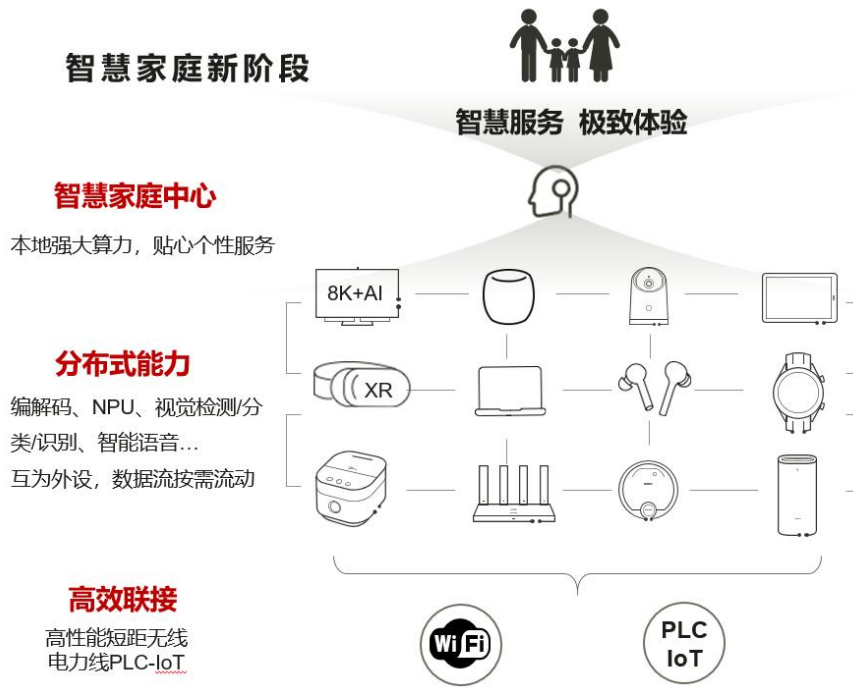 智慧家庭新阶段
智慧服务 极致体验
智慧家庭中心
本地强大算力，贴心个性服务
8K+AI
分布式能力
XR
编解码、NPU、视觉检测/分
类/识别、智能语音…
互为外设，数据流按需流动
高效联接
高性能短距无线
电力线PLC-IoT
WiFi
PLC
IoT